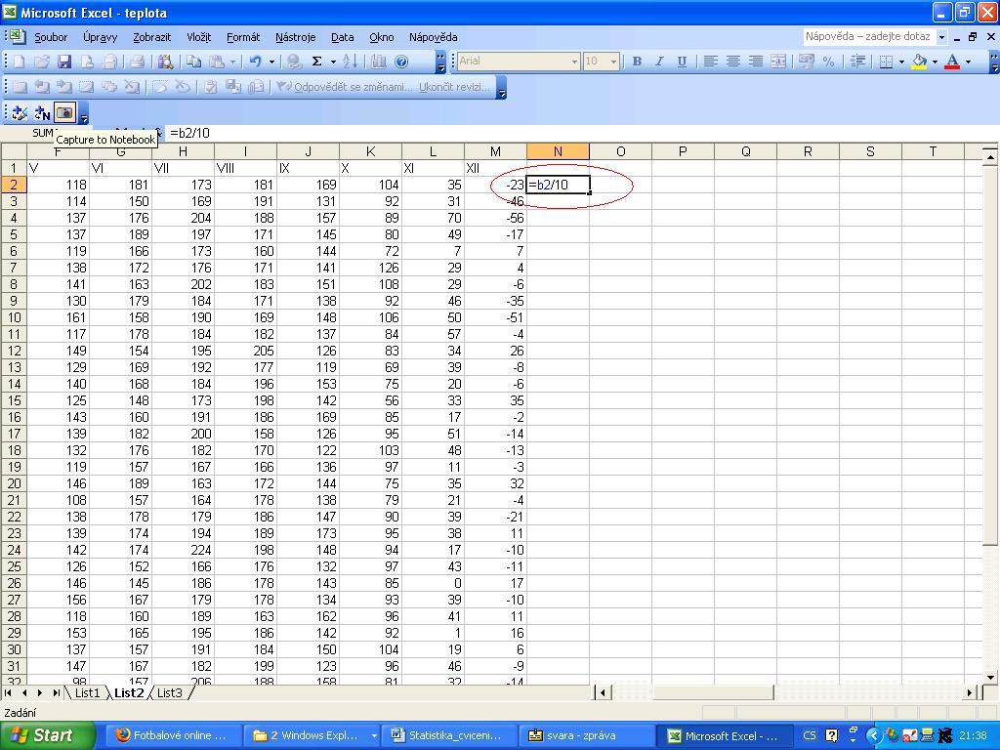 Microsoft Excel - teplota
Soubor Úpravy Zobrazit Vložit Formát Nástroje Data Okno Nápověda Nápověda – zadejte dotaz
Arial 10 B I U %
Odpovědět se změnami... Ukončit revizi...
SUM =b2/10
Capture to Notebook
F G H I J K L M N O P Q R S T
1 V VI VII VIII IX X XI XII
2 118 181 173 181 169 104 35 -23 =b2/10
3 114 150 169 191 131 92 31 -46
4 137 176 204 188 157 89 70 -56
5 137 189 197 171 145 80 49 -17
6 119 166 173 160 144 72 7 7
7 138 172 176 171 141 126 29 4
8 141 163 202 183 151 108 29 -6
9 130 179 184 171 138 92 46 -35
10 161 158 190 169 148 106 50 -51
11 117 178 184 182 137 84 57 -4
12 149 154 195 205 126 83 34 26
13 129 169 192 177 119 69 39 -8
14 140 168 184 196 153 75 20 -6
15 125 148 173 198 142 56 33 35
16 143 160 191 186 169 85 17 -2
17 139 182 200 158 126 95 51 -14
18 132 176 182 170 122 103 48 -13
19 119 157 167 166 136 97 11 -3
20 146 189 163 172 144 75 35 32
21 108 157 164 178 138 79 21 -4
22 138 178 179 186 147 90 39 -21
23 139 174 194 189 173 95 38 11
24 142 174 224 198 148 94 17 -10
25 126 152 166 176 132 97 43 -11
26 146 145 186 178 143 85 0 17
27 156 167 179 178 134 93 39 -10
28 118 160 189 163 162 96 41 11
29 153 165 195 186 142 92 1 16
30 137 157 191 184 150 104 19 6
31 147 167 182 199 123 96 46 -9
32 98 157 206 188 158 81 32 -14
List1 List2 List3
Zadání
Start Fotbalové online ... 2 Windows Expl... Statistika_cviceni... svara - zpráva Microsoft Excel - ... CS 21:38